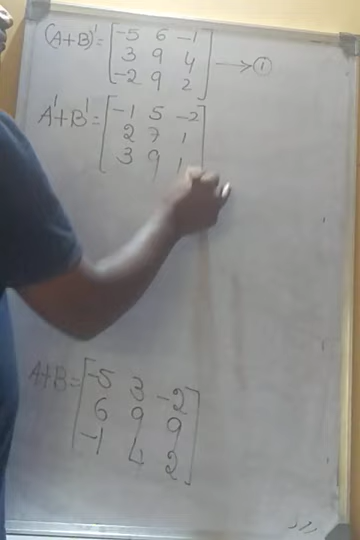 (A+B)' = [-5 6 -1
3 9 4
-2 9 2] → ①
A'+B' = [-1 5 -2
2 7 1
3 9 1]
A+B = [-5 3 -2
6 9 9
-1 4 2]